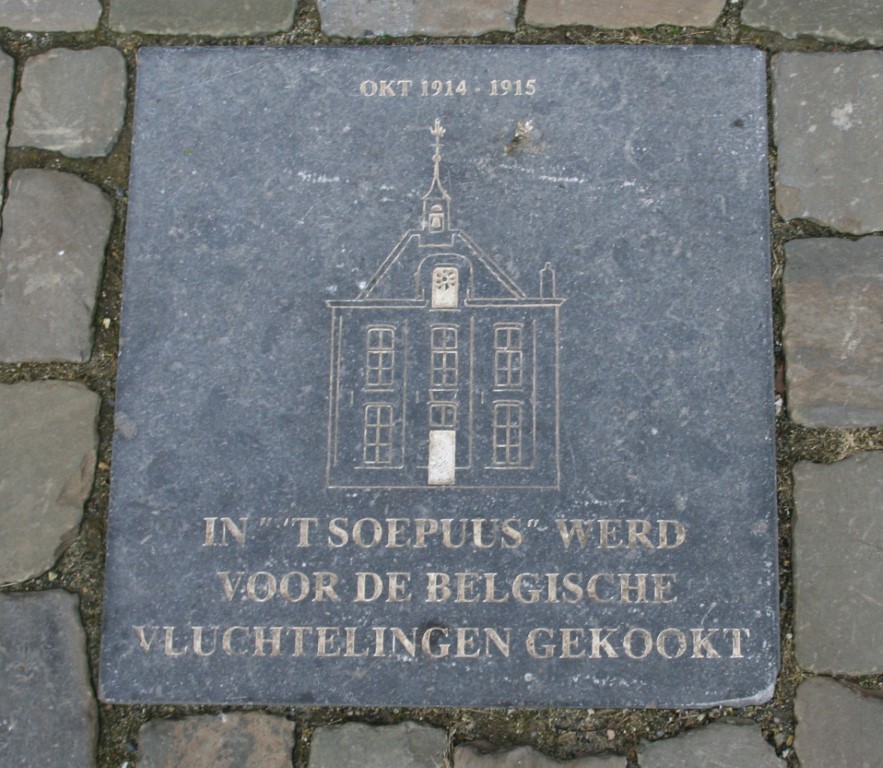 OKT 1914 - 1915
IN " 'T SOEPUUS" WERD
VOOR DE BELGISCHE
VLUCHTELINGEN GEKOOKT